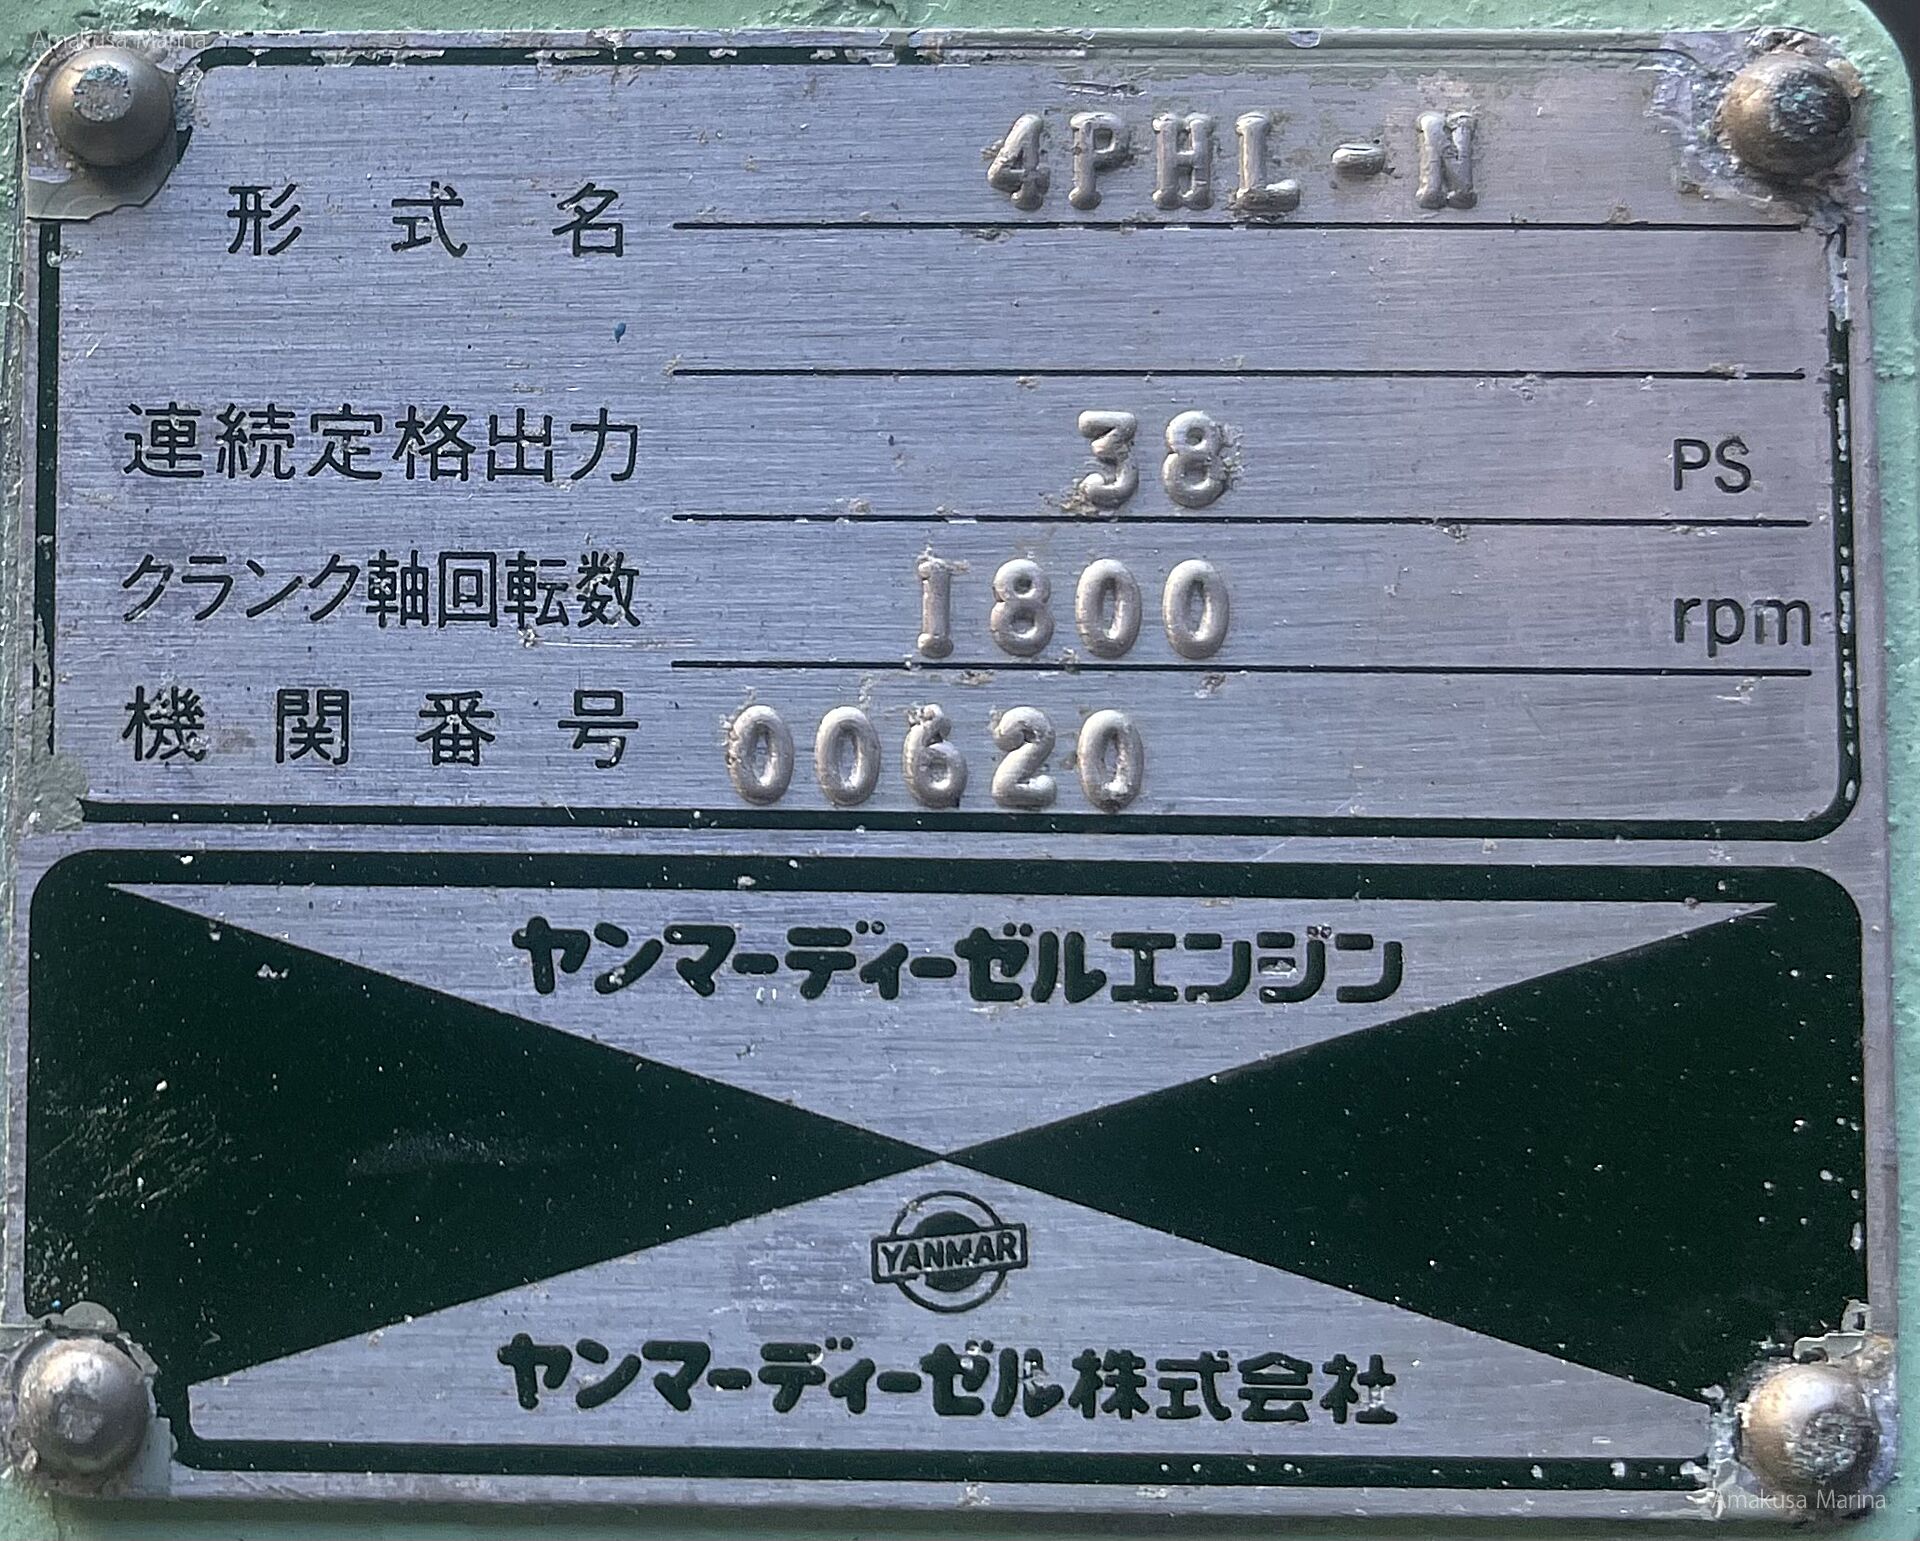 Amakusa Marina
形式名 4PHL-N
連続定格出力 38 PS
クランク軸回転数 1800 rpm
機関番号 00620
ヤンマーディーゼルエンジン
YANMAR
ヤンマーディーゼル株式会社
Amakusa Marina